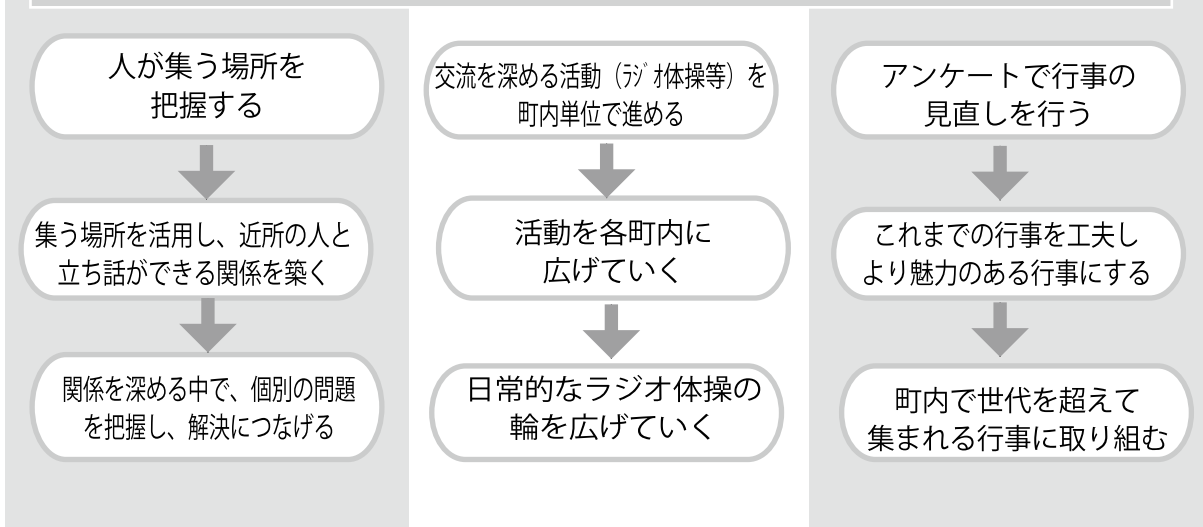 人が集う場所を
把握する
集う場所を活用し、近所の人と
立ち話ができる関係を築く
関係を深める中で、個別の問題
を把握し、解決につなげる
交流を深める活動（ﾗｼﾞｵ体操等）を
町内単位で進める
活動を各町内に
広げていく
日常的なラジオ体操の
輪を広げていく
アンケートで行事の
見直しを行う
これまでの行事を工夫し
より魅力のある行事にする
町内で世代を超えて
集まれる行事に取り組む